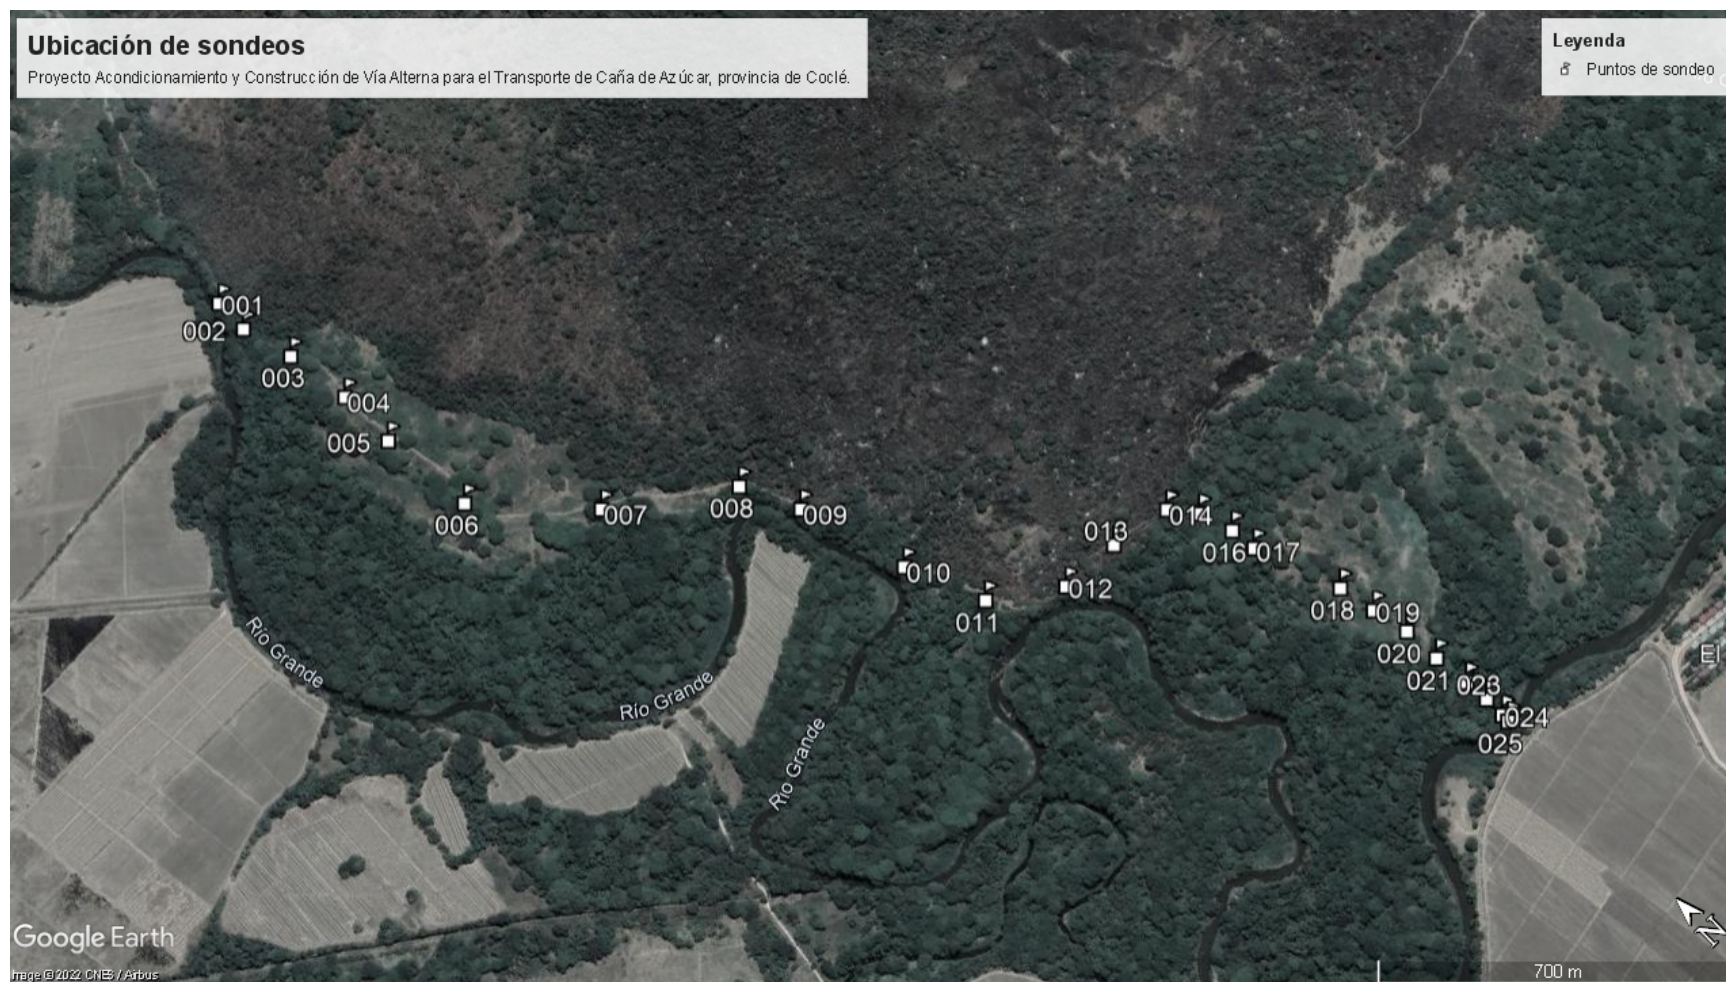 Ubicación de sondeos
Proyecto Acondicionamiento y Construcción de Vía Alterna para el Transporte de Caña de Azúcar, provincia de Coclé.
Leyenda
Puntos de sondeo
001
002
003
004
005
006
007
008
009
010
011
012
013
014
016
017
018
019
020
021
023
024
025
Río Grande
Río Grande
Río Grande
El
N
Google Earth
Image © 2022 CNES / Airbus
700 m